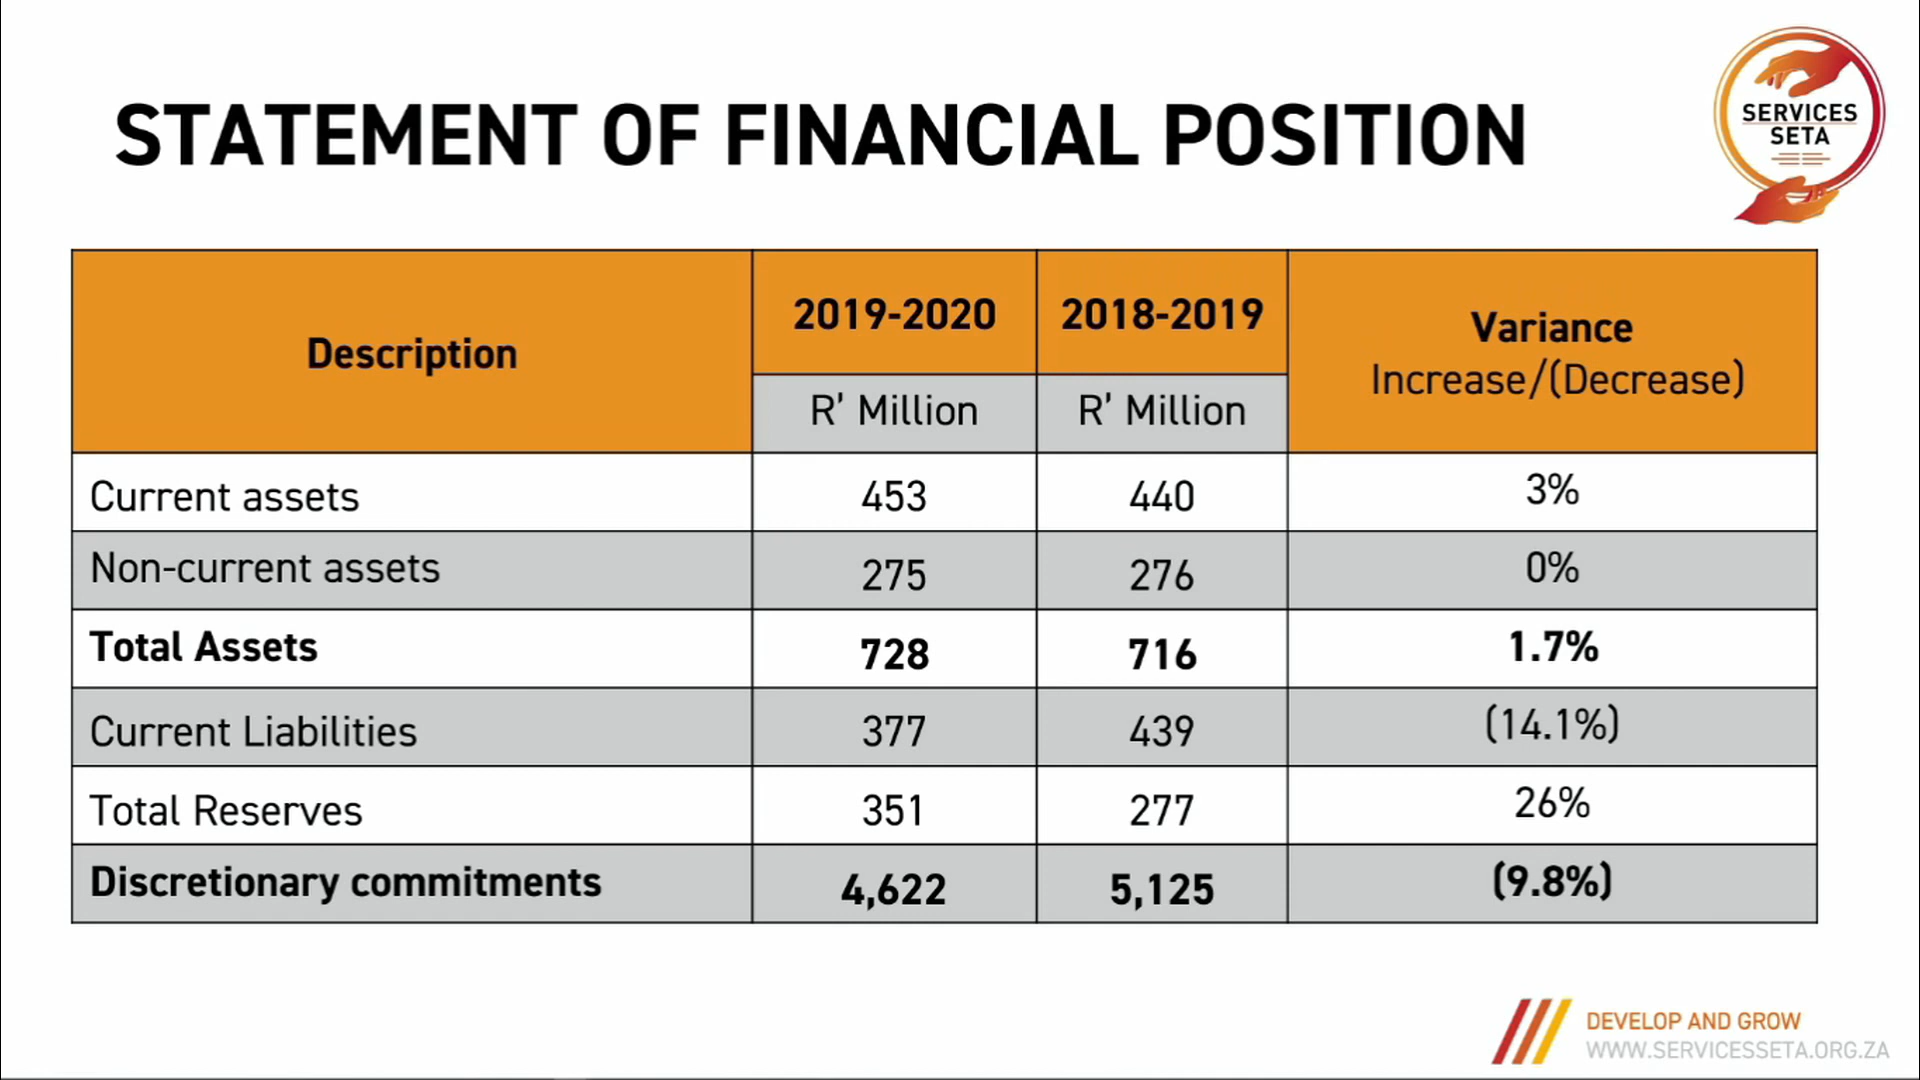 STATEMENT OF FINANCIAL POSITION
SERVICES
SETA
Description
2019-2020
2018-2019
Variance
Increase/(Decrease)
R’ Million
R’ Million
Current assets
453
440
3%
Non-current assets
275
276
0%
Total Assets
728
716
1.7%
Current Liabilities
377
439
(14.1%)
Total Reserves
351
277
26%
Discretionary commitments
4,622
5,125
(9.8%)
DEVELOP AND GROW
WWW.SERVICESSETA.ORG.ZA